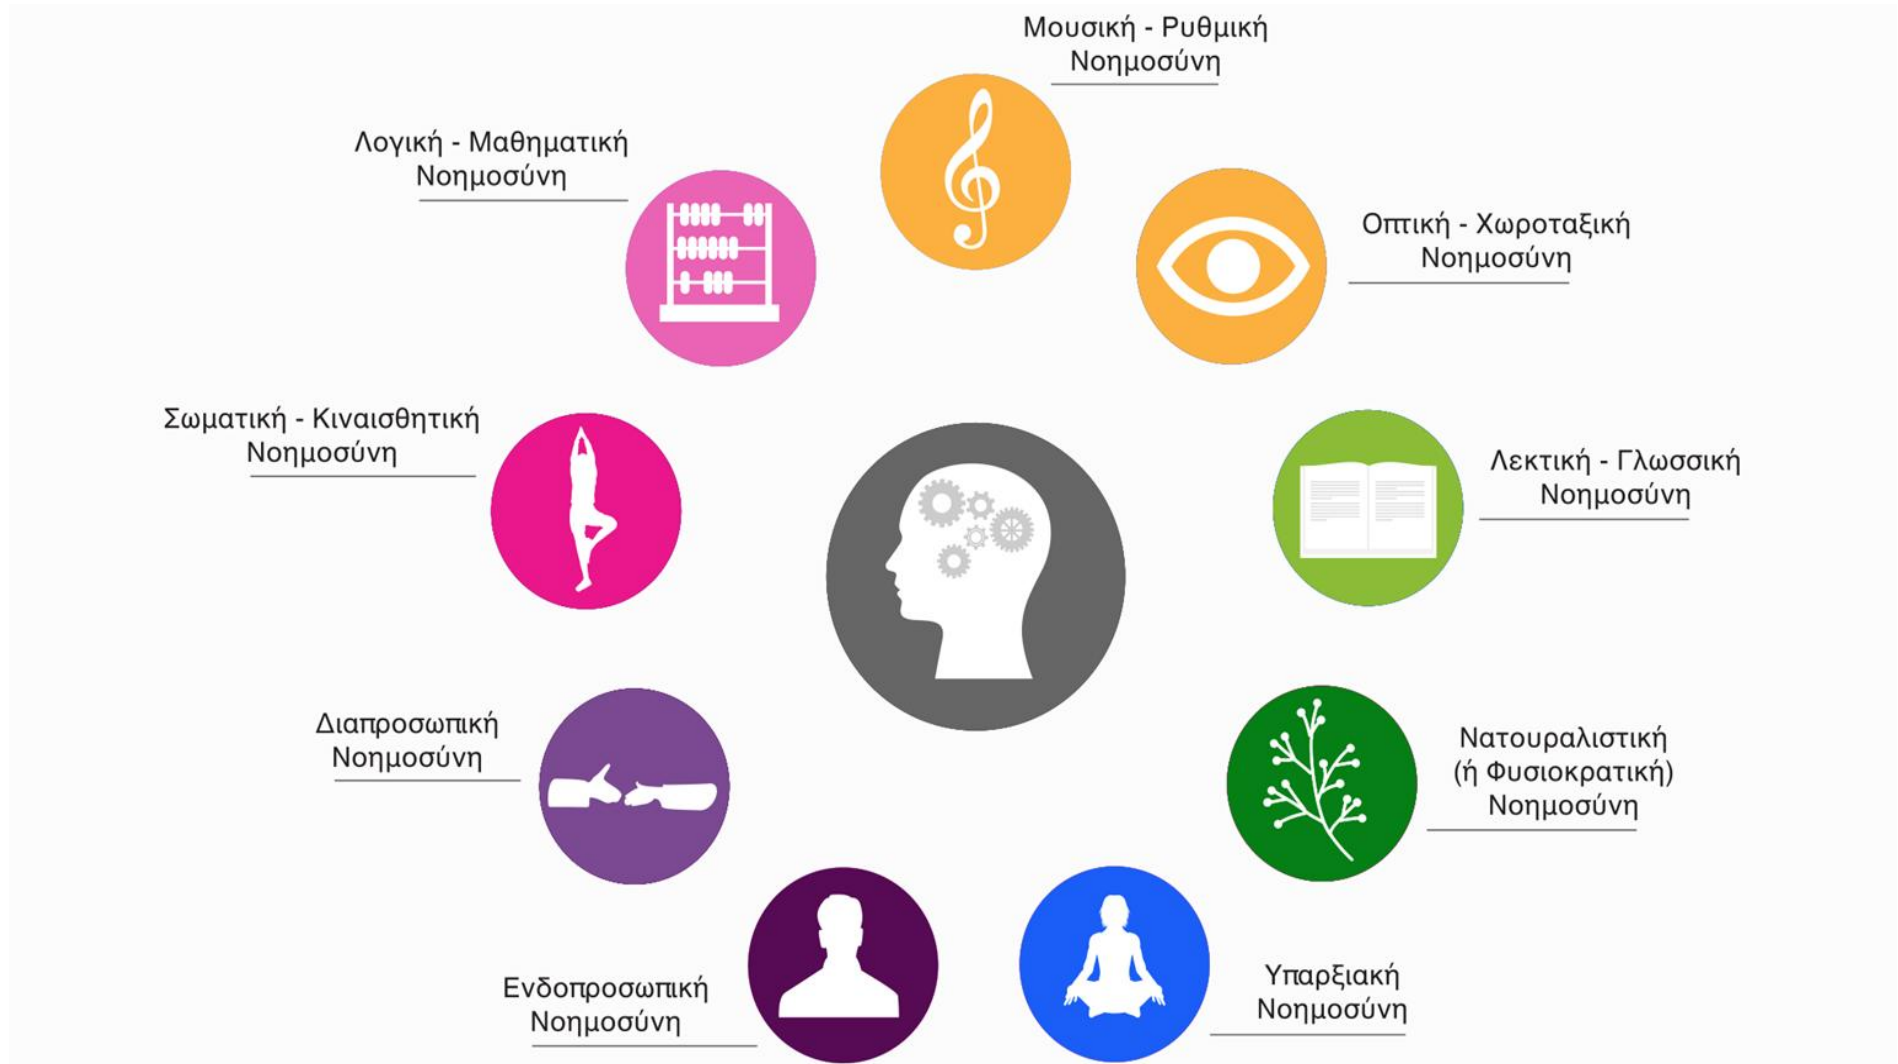 Μουσική - Ρυθμική
Νοημοσύνη
Λογική - Μαθηματική
Νοημοσύνη
Οπτική - Χωροταξική
Νοημοσύνη
Σωματική - Κιναισθητική
Νοημοσύνη
Λεκτική - Γλωσσική
Νοημοσύνη
Διαπροσωπική
Νοημοσύνη
Νατουραλιστική
(ή Φυσιοκρατική)
Νοημοσύνη
Ενδοπροσωπική
Νοημοσύνη
Υπαρξιακή
Νοημοσύνη